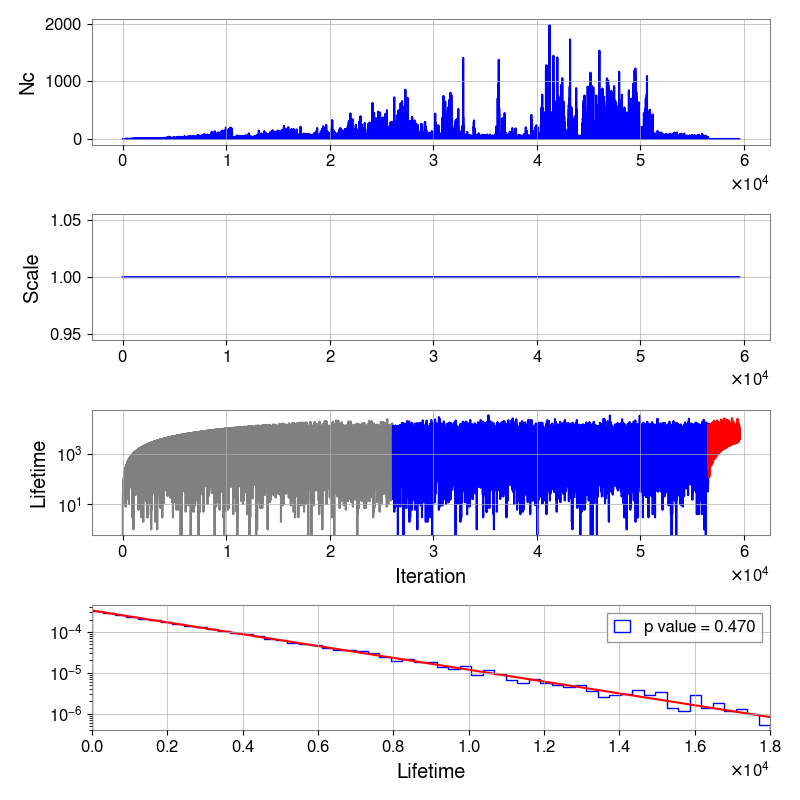 2000
1000
0
Nc
0 1 2 3 4 5 6
×10⁴
1.05
1.00
0.95
Scale
0 1 2 3 4 5 6
×10⁴
10³
10¹
Lifetime
0 1 2 3 4 5 6
Iteration
×10⁴
p value = 0.470
10⁻⁴
10⁻⁵
10⁻⁶
0.0 0.2 0.4 0.6 0.8 1.0 1.2 1.4 1.6 1.8
Lifetime
×10⁴